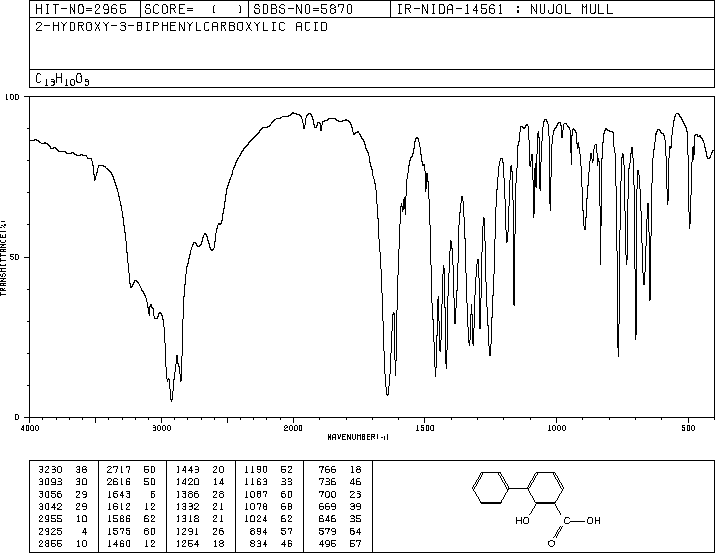 HIT-NO=2965 SCORE= ( ) SDBS-NO=5870 IR-NIDA-14561 : NUJOL MULL
2-HYDROXY-3-BIPHENYLCARBOXYLIC ACID
C13H10O3
100
50
0
TRANSMITTANCE(%)
4000 3000 2000 1500 1000 500
WAVENUMBER(-1)
3230 38 2717 50 1443 20 1190 52 766 18
3093 30 2616 50 1420 14 1163 33 736 46
3056 29 1643 6 1386 28 1087 60 700 23
3042 29 1612 12 1332 21 1078 68 669 39
2955 10 1586 62 1318 21 1024 62 646 35
2925 4 1575 60 1291 26 894 57 579 64
2855 10 1460 12 1254 18 834 46 496 57
HO OH
O